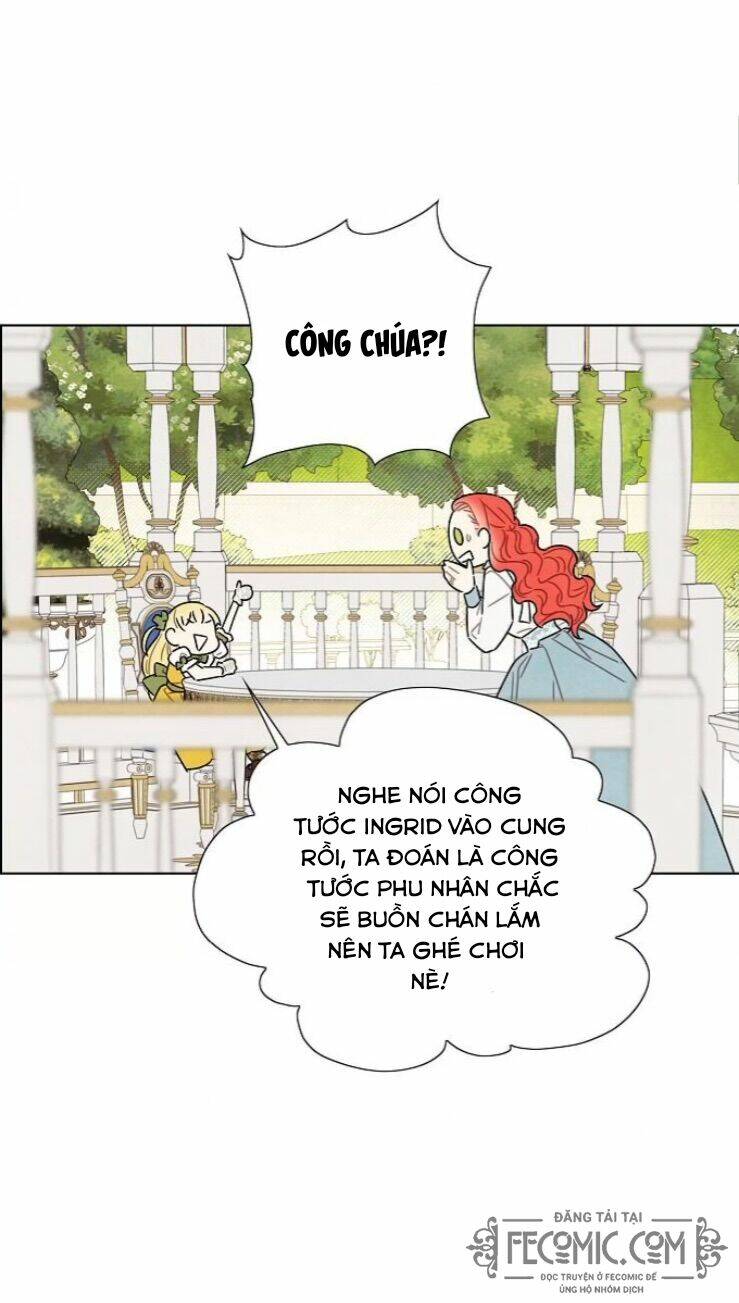 CÔNG CHÚA?!
NGHE NÓI CÔNG
TƯỚC INGRID VÀO CUNG
RỒI, TA ĐOÁN LÀ CÔNG
TƯỚC PHU NHÂN CHẮC
SẼ BUỒN CHÁN LẮM
NÊN TA GHÉ CHƠI
NÈ!
ĐĂNG TẢI TẠI
FECOMIC.COM
ĐỌC TRUYỆN Ở FECOMIC ĐỂ
ỦNG HỘ NHÓM DỊCH